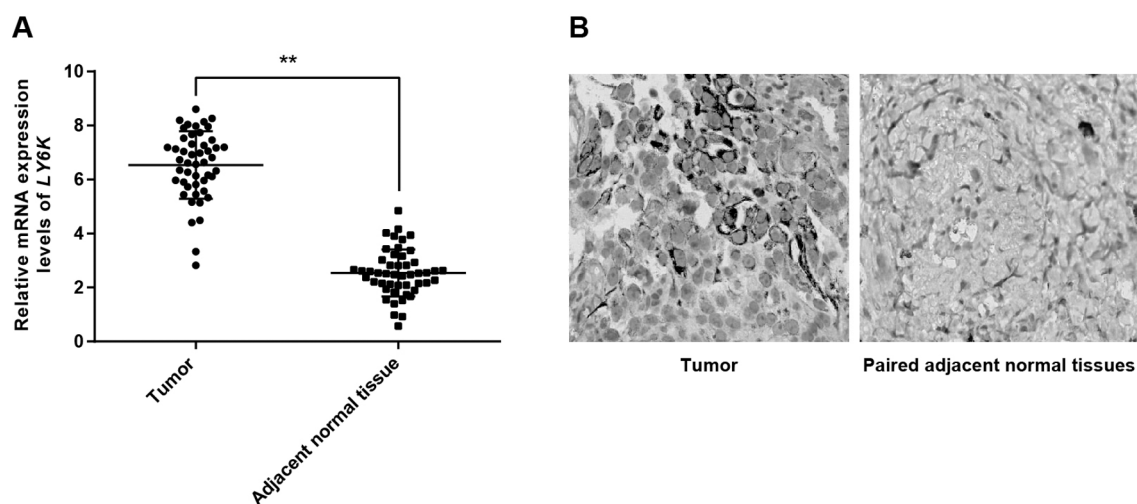 A
Relative mRNA expression
levels of LY6K
10
8
6
4
2
0
**
Tumor
Adjacent normal tissue
B
Tumor
Paired adjacent normal tissues